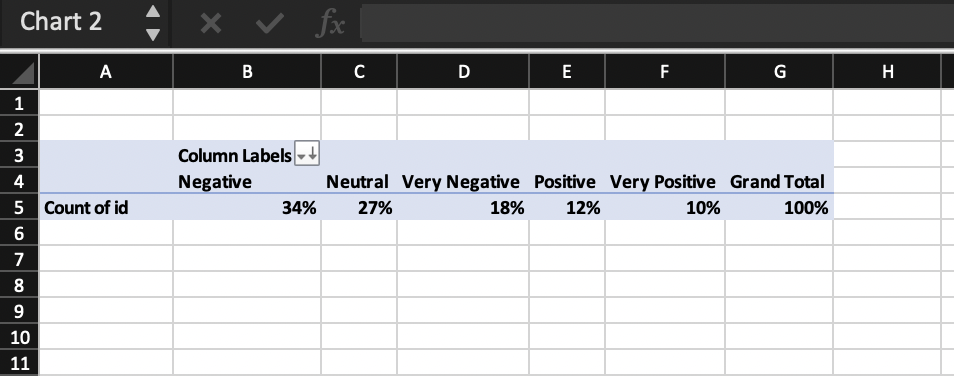 Chart 2 fx
A B C D E F G H
1
2
3 Column Labels
4 Negative Neutral Very Negative Positive Very Positive Grand Total
5 Count of id 34% 27% 18% 12% 10% 100%
6
7
8
9
10
11